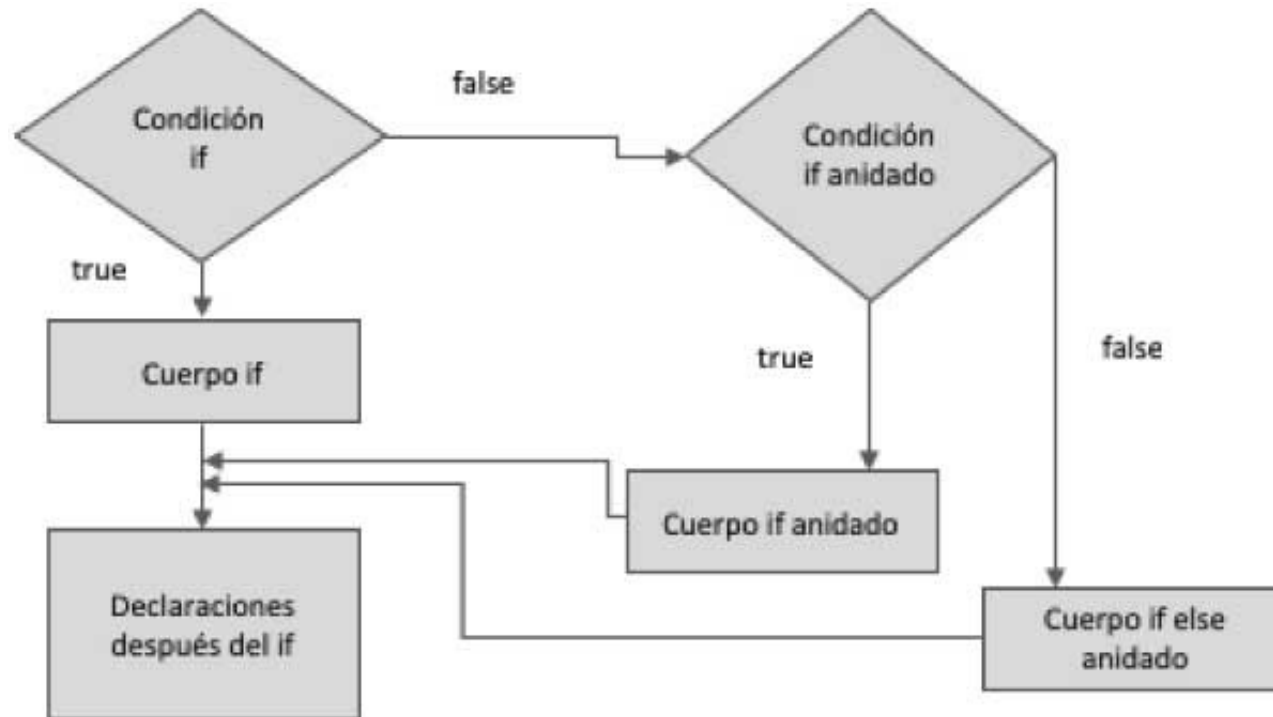 false
Condición
if
Condición
if anidado
true
Cuerpo if
true
false
Cuerpo if anidado
Declaraciones
después del if
Cuerpo if else
anidado